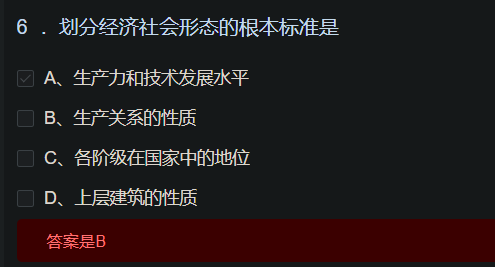 6 ．划分经济社会形态的根本标准是
A、生产力和技术发展水平
B、生产关系的性质
C、各阶级在国家中的地位
D、上层建筑的性质
答案是B